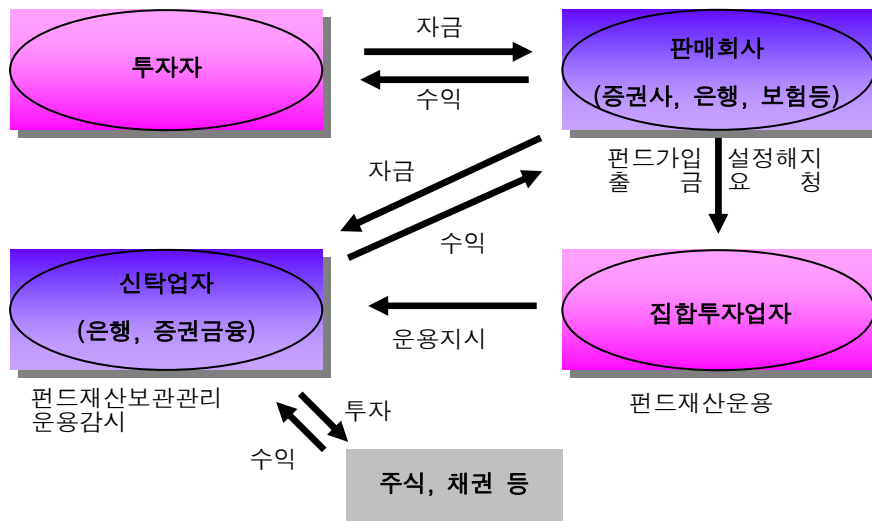 투자자
자금
수익
판매회사
(증권사, 은행, 보험등)
자금
수익
펀드가입
출 금
설정해지
요 청
신탁업자
(은행, 증권금융)
운용지시
집합투자업자
펀드재산보관관리
운용감시
펀드재산운용
투자
수익
주식, 채권 등